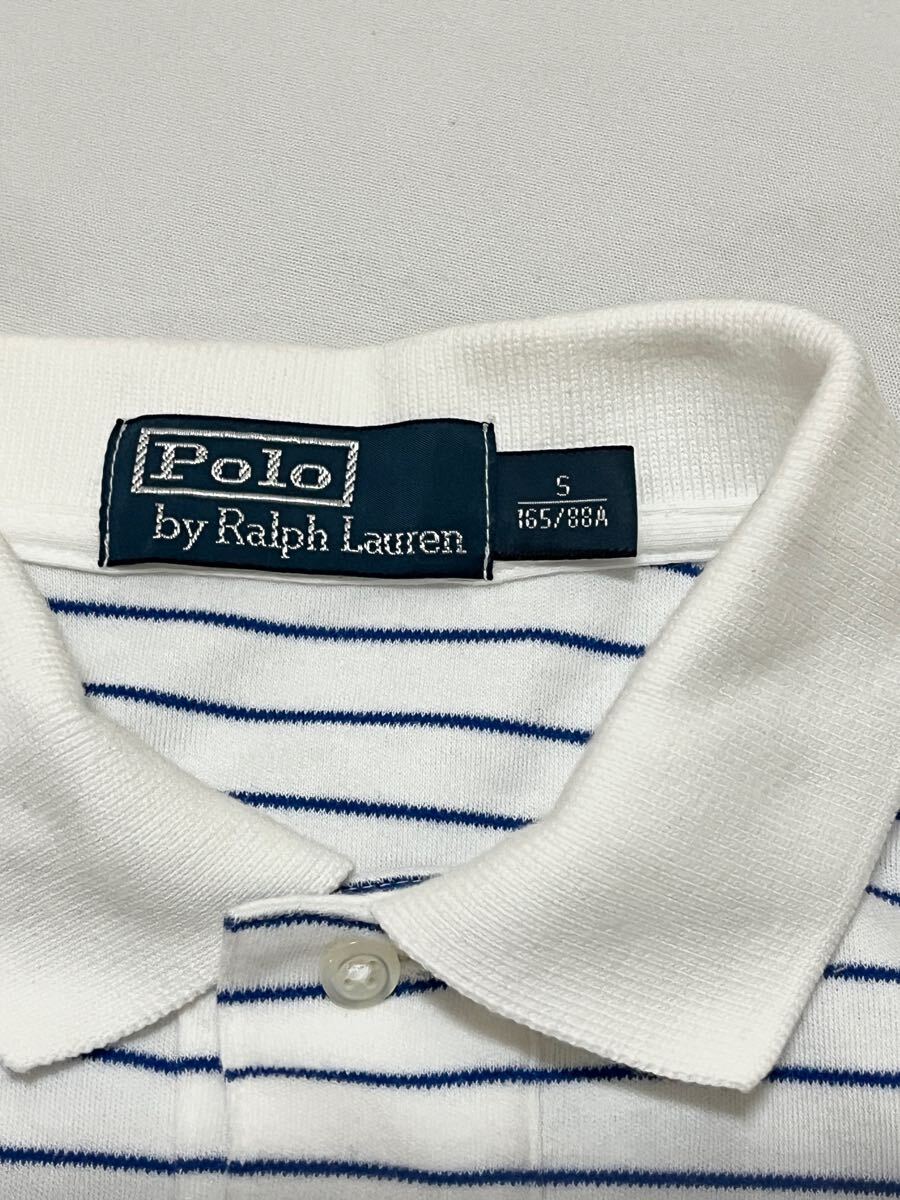 Polo
by Ralph Lauren
S
165/88A